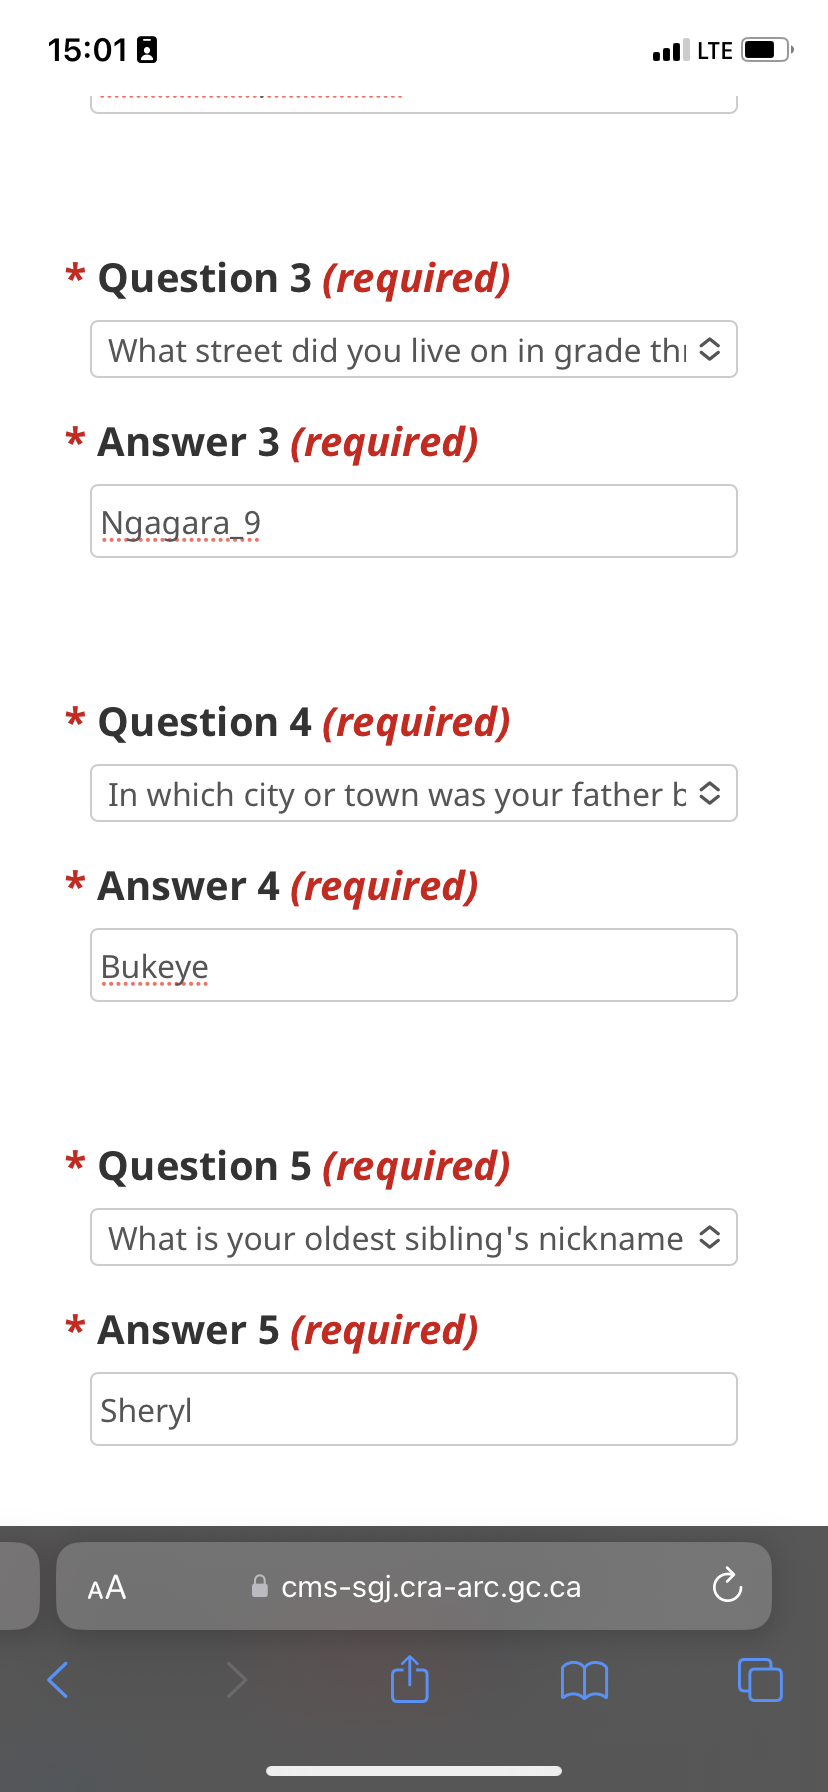 15:01 LTE
* Question 3 (required)
What street did you live on in grade thr
* Answer 3 (required)
Ngagara_9
* Question 4 (required)
In which city or town was your father b
* Answer 4 (required)
Bukeye
* Question 5 (required)
What is your oldest sibling's nickname
* Answer 5 (required)
Sheryl
AA cms-sgj.cra-arc.gc.ca